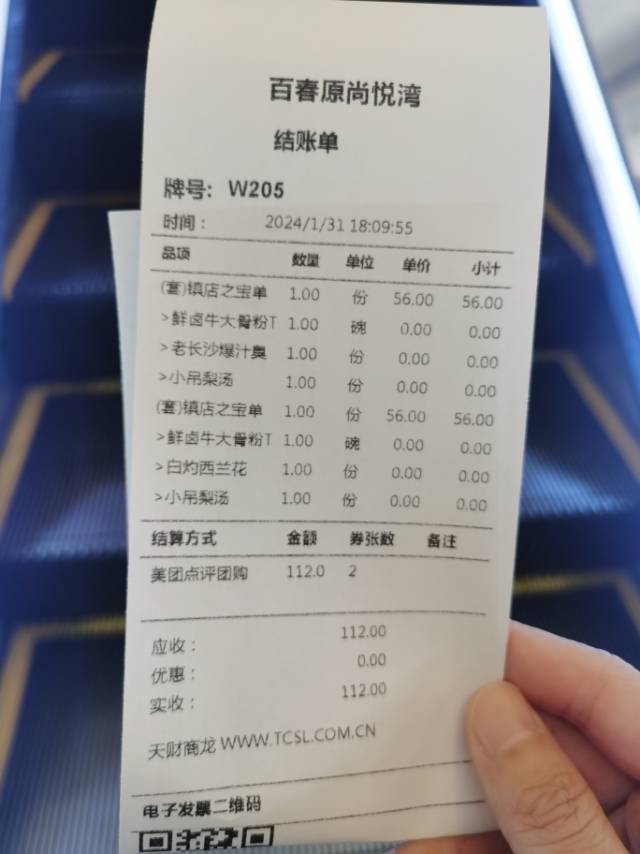 百春原尚悦湾
结账单
牌号: W205
时间: 2024/1/31 18:09:55
品项 数量 单位 单价 小计
(套)镇店之宝单 1.00 份 56.00 56.00
>鲜卤牛大骨粉T 1.00 碗 0.00 0.00
>老长沙爆汁臭 1.00 份 0.00 0.00
>小吊梨汤 1.00 份 0.00 0.00
(套)镇店之宝单 1.00 份 56.00 56.00
>鲜卤牛大骨粉T 1.00 碗 0.00 0.00
>白灼西兰花 1.00 份 0.00 0.00
>小吊梨汤 1.00 份 0.00 0.00
结算方式 金额 券张数 备注
美团点评团购 112.0 2
应收: 112.00
优惠: 0.00
实收: 112.00
天财商龙 WWW.TCSL.COM.CN
电子发票二维码